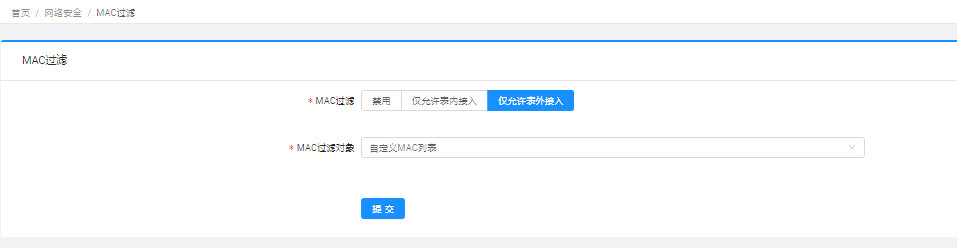 首页 / 网络安全 / MAC过滤
MAC过滤
* MAC过滤 禁用 仅允许表内接入 仅允许表外接入
* MAC过滤对象 自定义MAC列表
提 交